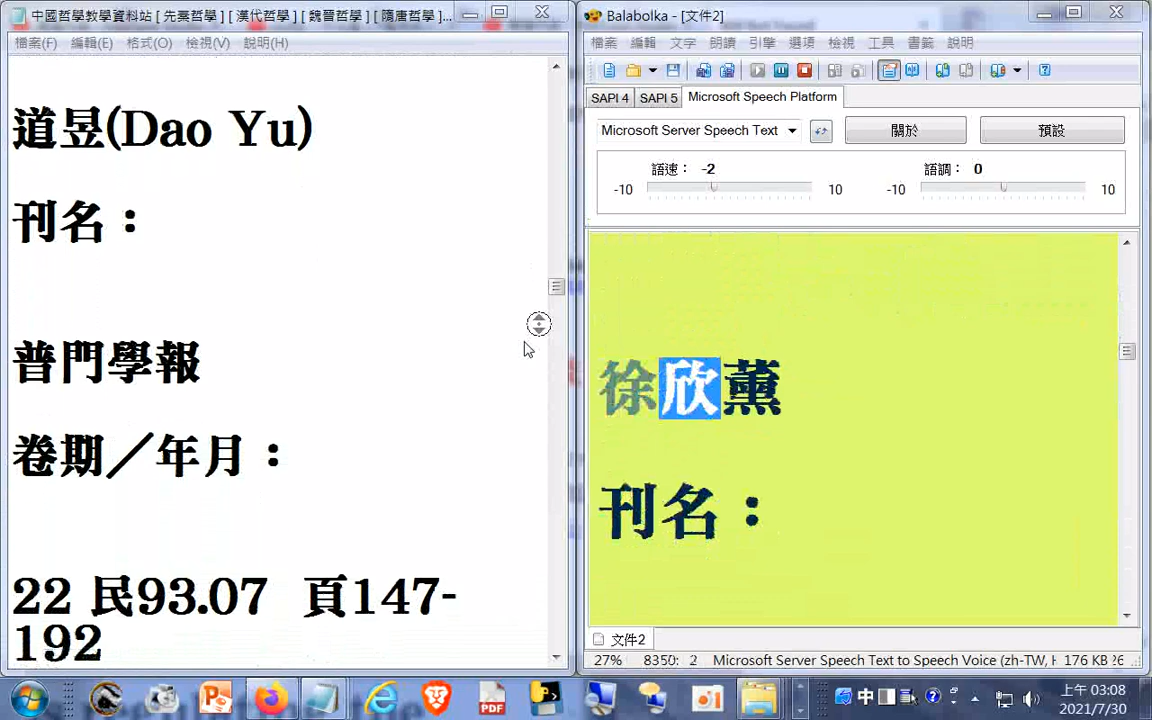 中國哲學教學資料站 [ 先秦哲學 ] [ 漢代哲學 ] [ 魏晉哲學 ] [ 隋唐哲學 ]...
檔案(F) 編輯(E) 格式(O) 檢視(V) 說明(H)
道昱(Dao Yu)
刊名：
普門學報
卷期／年月：
22 民93.07 頁147-
192
Balabolka - [文件2]
檔案 編輯 文字 朗讀 引擎 選項 檢視 工具 書籤 說明
SAPI 4 SAPI 5 Microsoft Speech Platform
Microsoft Server Speech Text 關於 預設
語速： -2 語調： 0
-10 10 -10 10
徐欣薰
刊名：
文件2
27% 8350: 2 Microsoft Server Speech Text to Speech Voice (zh-TW, H 176 KB
中 上午 03:08
2021/7/30